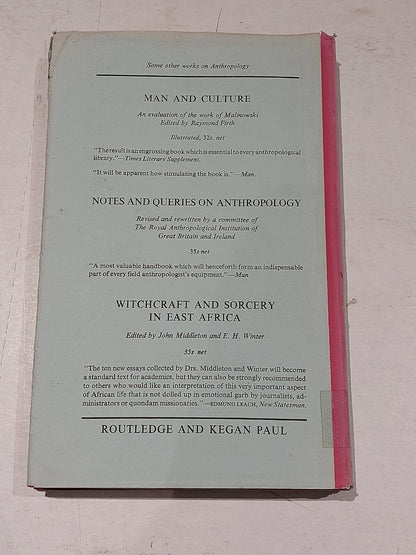 Some other works on Anthropology
MAN AND CULTURE
An evaluation of the work of Malinowski
Edited by Raymond Firth
Illustrated, 32s. net
"The result is an engrossing book which is essential to every anthropological
library."—Times Literary Supplement.
"It will be apparent how stimulating the book is."—Man.
NOTES AND QUERIES ON ANTHROPOLOGY
Revised and rewritten by a committee of
The Royal Anthropological Institution of
Great Britain and Ireland
35s net
"A most valuable handbook which will henceforth form an indispensable
part of every field anthropologist's equipment."—Man.
WITCHCRAFT AND SORCERY
IN EAST AFRICA
Edited by John Middleton and E. H. Winter
35s net
"The ten new essays collected by Drs. Middleton and Winter will become
a standard text for academics, but they can also be strongly recommended
to others who would like an interpretation of this very important aspect
of African life that is not dolled up in emotional garb by journalists, ad-
ministrators or quondam missionaries."—EDMUND LEACH, New Statesman.
ROUTLEDGE AND KEGAN PAUL